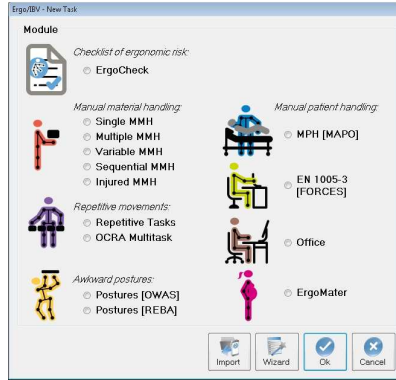 Ergo/IBV - New Task
Module
Checklist of ergonomic risk:
ErgoCheck
Manual material handling:
Single MMH
Multiple MMH
Variable MMH
Sequential MMH
Injured MMH
Repetitive movements:
Repetitive Tasks
OCRA Multitask
Awkward postures:
Postures [OWAS]
Postures [REBA]
Manual patient handling:
MPH [MAPO]
EN 1005-3
[FORCES]
Office
ErgoMater
Import
Wizard
Ok
Cancel